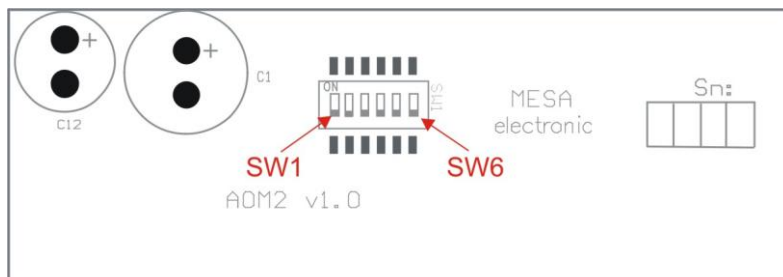 +
+
C12
C1
ON
SW1
MESA
electronic
Sn:
SW1
SW6
AOM2 v1.0